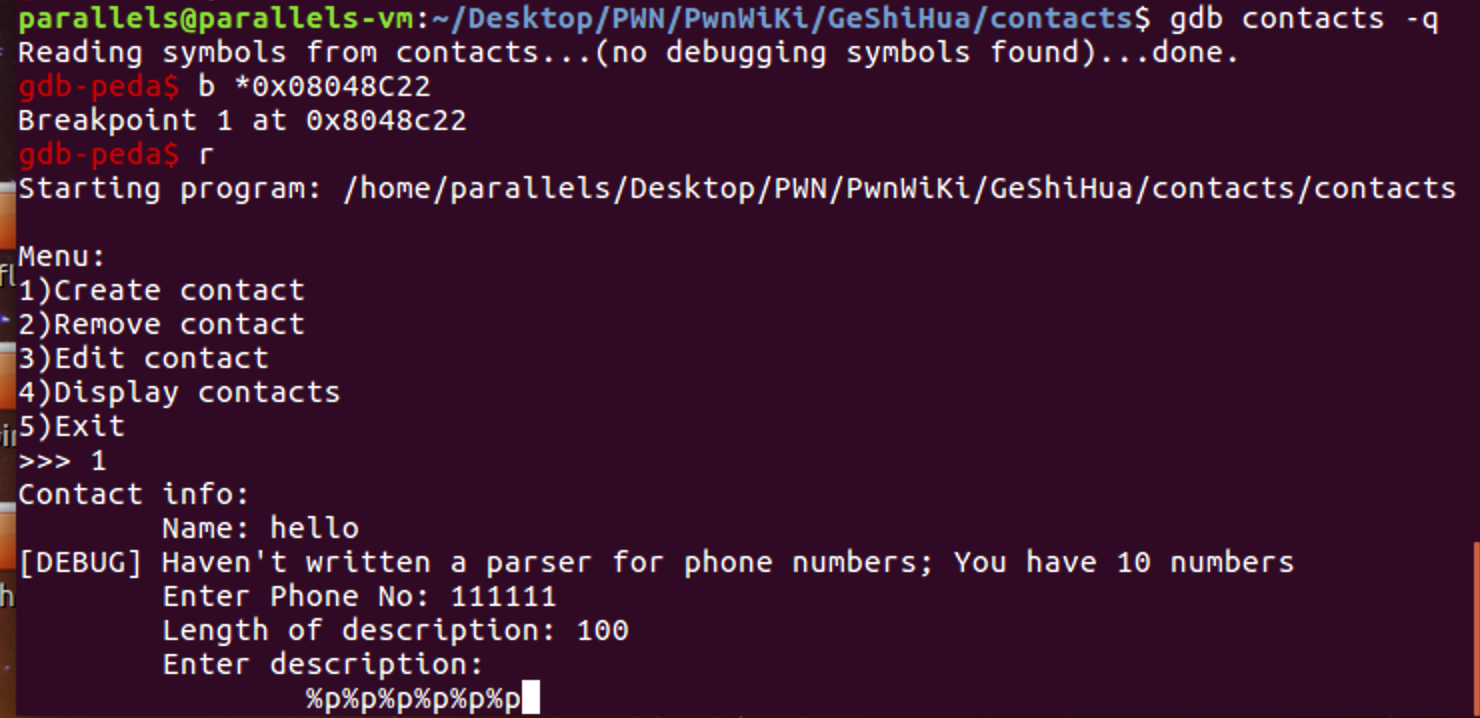 parallels@parallels-vm:~/Desktop/PWN/PwnWiKi/GeShiHua/contacts$ gdb contacts -q
Reading symbols from contacts...(no debugging symbols found)...done.
gdb-peda$ b *0x08048C22
Breakpoint 1 at 0x8048c22
gdb-peda$ r
Starting program: /home/parallels/Desktop/PWN/PwnWiKi/GeShiHua/contacts/contacts
Menu:
1)Create contact
2)Remove contact
3)Edit contact
4)Display contacts
5)Exit
>>> 1
Contact info:
Name: hello
[DEBUG] Haven't written a parser for phone numbers; You have 10 numbers
Enter Phone No: 111111
Length of description: 100
Enter description:
%p%p%p%p%p%p